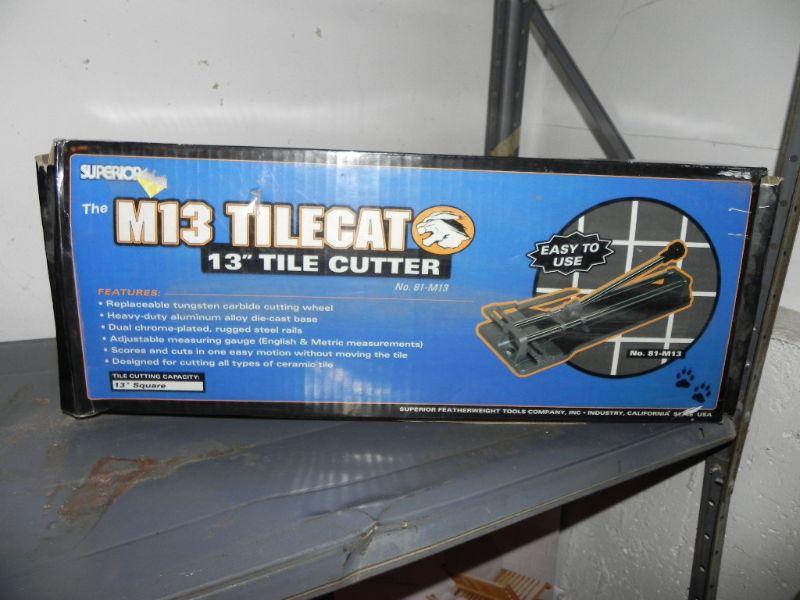 SUPERIOR
The M13 TILECAT
13" TILE CUTTER
No. 81-M13
EASY TO
USE
FEATURES:
• Replaceable tungsten carbide cutting wheel
• Heavy-duty aluminum alloy die-cast base
• Dual chrome-plated, rugged steel rails
• Adjustable measuring gauge (English & Metric measurements)
• Scores and cuts in one easy motion without moving the tile
• Designed for cutting all types of ceramic tile
TILE CUTTING CAPACITY:
13" Square
No. 81-M13
SUPERIOR FEATHERWEIGHT TOOLS COMPANY, INC • INDUSTRY, CALIFORNIA USA